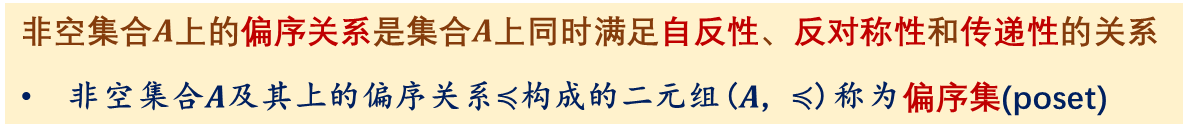 非空集合A上的偏序关系是集合A上同时满足自反性、反对称性和传递性的关系
• 非空集合A及其上的偏序关系≼构成的二元组(A, ≼)称为偏序集(poset)